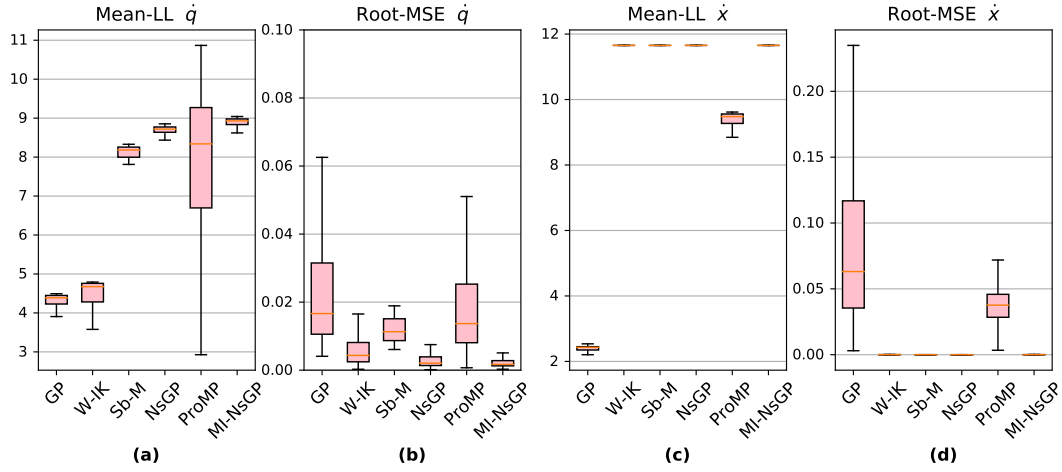 Mean-LL q̇
11
10
9
8
7
6
5
4
3
GP
W-IK
Sb-M
NsGP
ProMP
MI-NsGP
(a)
Root-MSE q̇
0.10
0.08
0.06
0.04
0.02
0.00
GP
W-IK
Sb-M
NsGP
ProMP
MI-NsGP
(b)
Mean-LL ẋ
12
10
8
6
4
2
GP
W-IK
Sb-M
NsGP
ProMP
MI-NsGP
(c)
Root-MSE ẋ
0.20
0.15
0.10
0.05
0.00
GP
W-IK
Sb-M
NsGP
ProMP
MI-NsGP
(d)